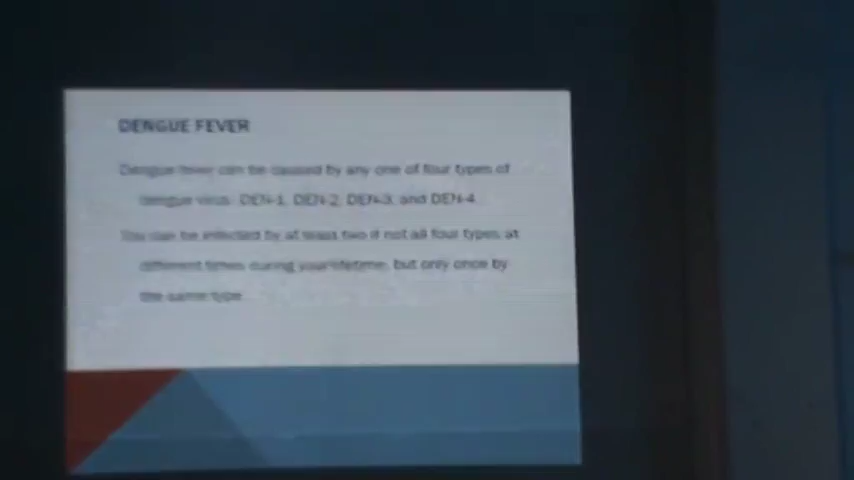 DENGUE FEVER
Dengue fever can be caused by any one of four types of
dengue virus: DEN-1, DEN-2, DEN-3, and DEN-4.
You can be infected by at least two if not all four types at
different times during your lifetime, but only once by
the same type.